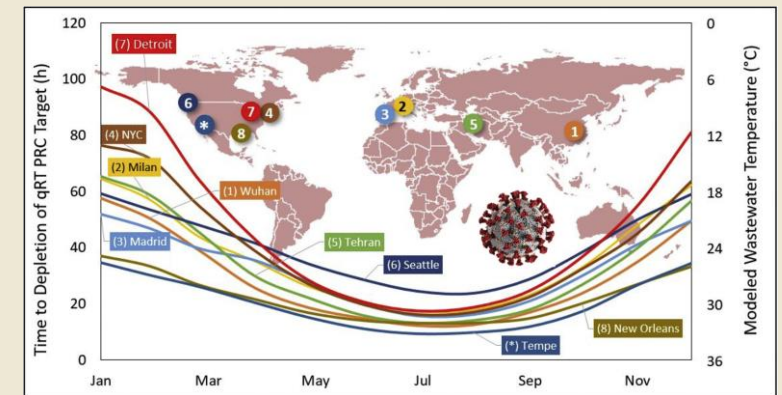 120
100
80
60
40
20
0
Time to Depletion of qRT PRC Target (h)
0
6
12
18
24
30
36
Modeled Wastewater Temperature (°C)
(7) Detroit
(4) NYC
(2) Milan
(1) Wuhan
(3) Madrid
(5) Tehran
(6) Seattle
(8) New Orleans
(*) Tempe
6
*
7
4
8
3
2
5
1
Jan Mar May Jul Sep Nov